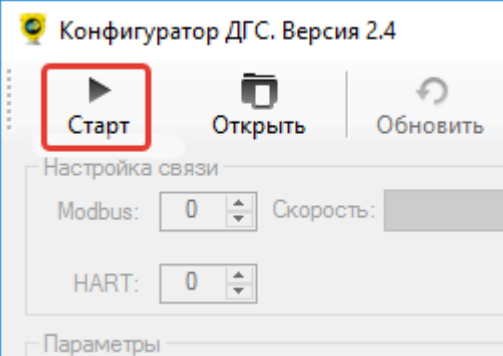 Конфигуратор ДГС. Версия 2.4
Старт Открыть Обновить
Настройка связи
Modbus: 0 Скорость:
HART: 0
Параметры